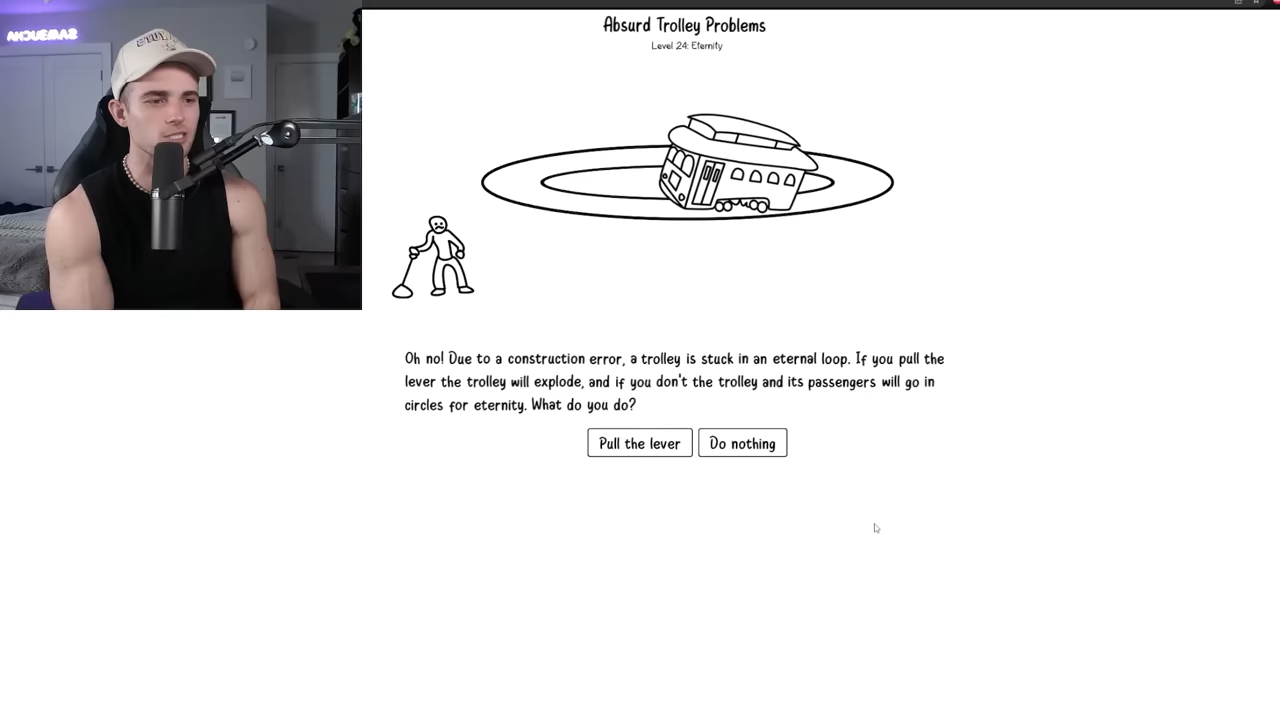 Absurd Trolley Problems
Level 24: Eternity
Oh no! Due to a construction error, a trolley is stuck in an eternal loop. If you pull the
lever the trolley will explode, and if you don't the trolley and its passengers will go in
circles for eternity. What do you do?
Pull the lever
Do nothing